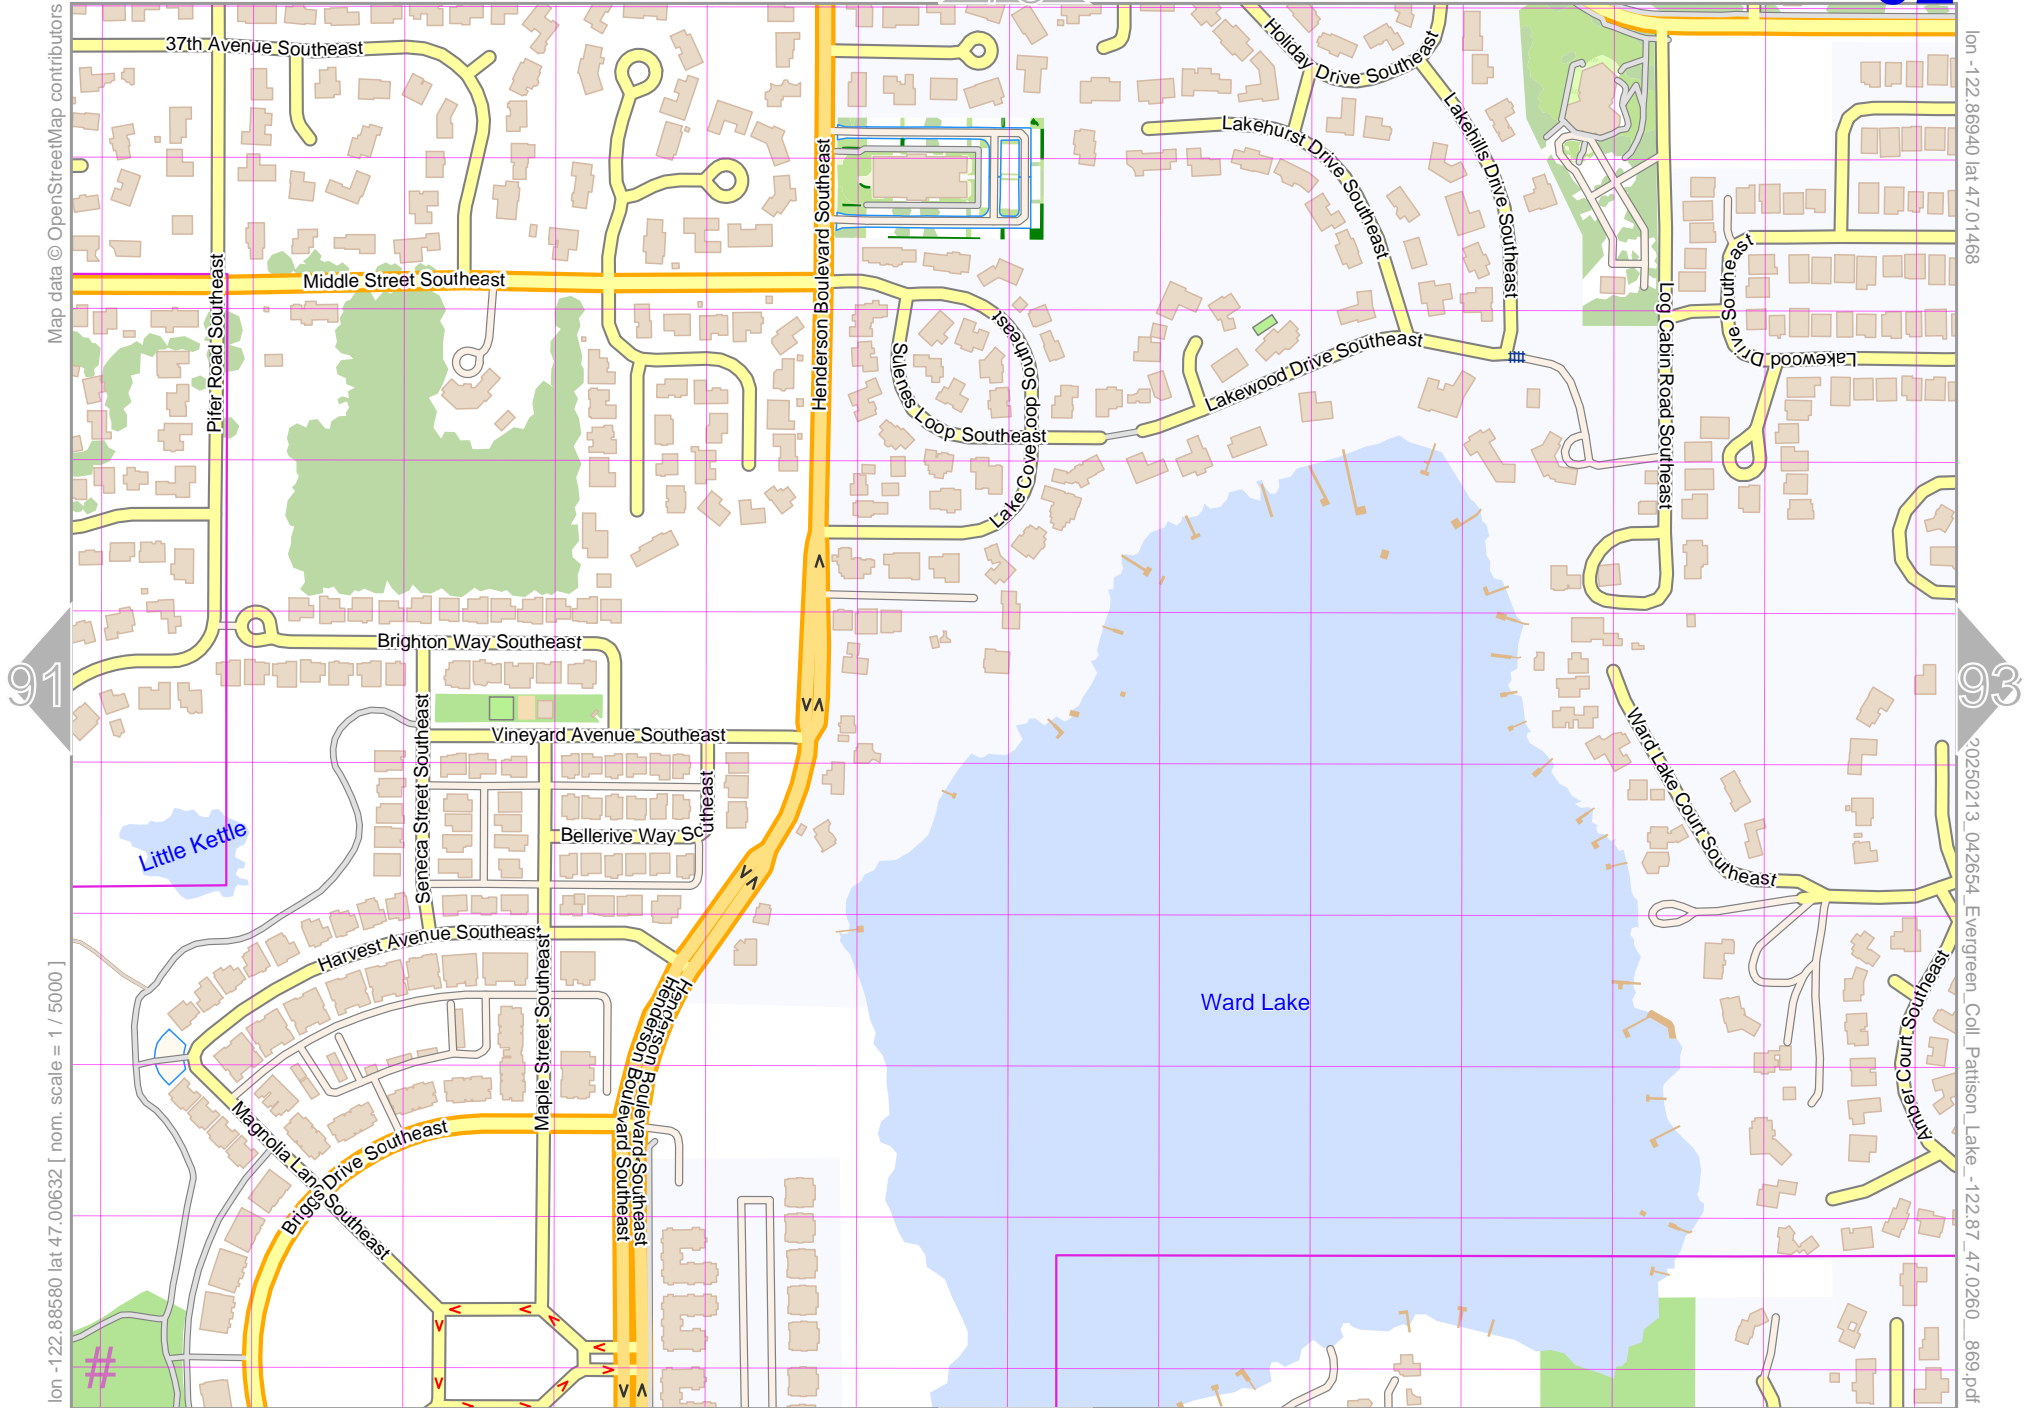 37th Avenue Southeast
Holiday Drive Southeast
Lakehurst Drive Southeast
Lakehills Drive Southeast
Henderson Boulevard Southeast
Pifer Road Southeast
Middle Street Southeast
Log Cabin Road Southeast
Lakewood Drive Southeast
Lakewood Drive Southeast
Sulenes Loop Southeast
Lake Cove Loop Southeast
Brighton Way Southeast
Vineyard Avenue Southeast
Seneca Street Southeast
Bellerive Way Southeast
Little Kettle
Ward Lake Court Southeast
Harvest Avenue Southeast
Maple Street Southeast
Henderson Boulevard Southeast
Henderson Boulevard Southeast
Ward Lake
Amber Court Southeast
Magnolia Lane Southeast
Briggs Drive Southeast
#
91
93
Map data © OpenStreetMap contributors
lon -122.88580 lat 47.00632 [ nom. scale = 1 / 5000 ]
lon -122.86940 lat 47.01468
20250213_042654_Evergreen_Coll_Pattison_Lake_-122.87_47.0260__869.pdf